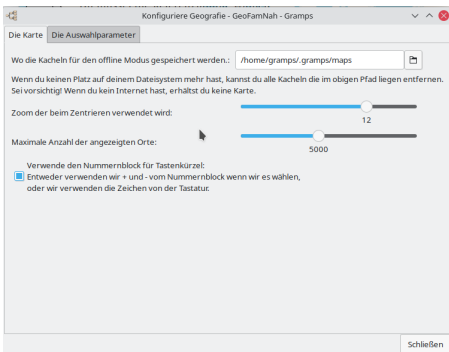 Konfiguriere Geografie - GeoFamNah - Gramps
Die Karte
Die Auswahlparameter
Wo die Kacheln für den offline Modus gespeichert werden.:
/home/gramps/.gramps/maps
Wenn du keinen Platz auf deinem Dateisystem mehr hast, kannst du alle Kacheln die im obigen Pfad liegen entfernen.
Sei vorsichtig! Wenn du kein Internet hast, erhältst du keine Karte.
Zoom der beim Zentrieren verwendet wird:
12
Maximale Anzahl der angezeigten Orte:
5000
Verwende den Nummernblock für Tastenkürzel:
Entweder verwenden wir + und - vom Nummernblock wenn wir es wählen,
oder wir verwenden die Zeichen von der Tastatur.
Schließen